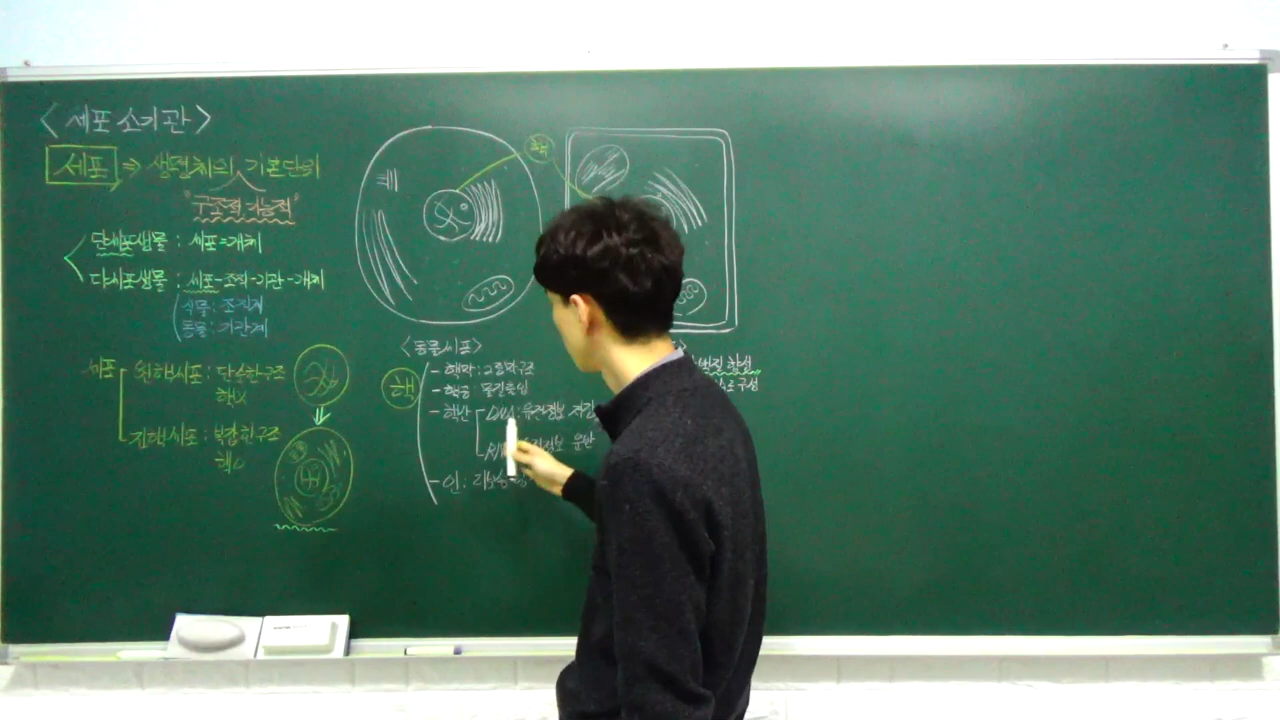 <세포 소기관>
세포 ⇒ 생명체의 기본단위
"구조적 기능적"
단세포생물 : 세포=개체
다세포생물 : 세포-조직-기관-개체
식물 : 조직계
동물 : 기관계
세포 원핵세포 : 단순한구조
핵X
진핵세포 : 복잡한구조
핵O
핵
<동물세포>
핵
- 핵막 : 2중막구조
- 핵공 물질출입
- 핵산 DNA : 유전정보 저장
유전정보 운반
- 인 : 리보솜
합성
구성